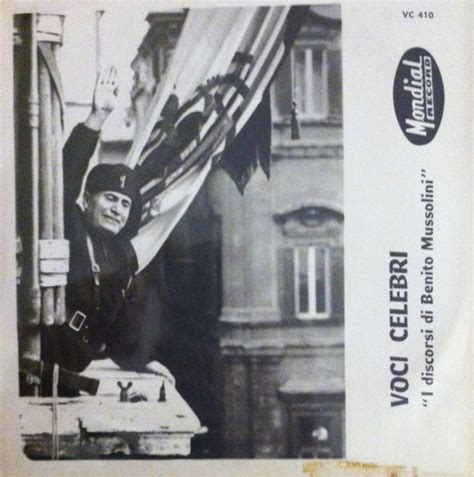 VC 410
Mondial
RECORD
VOCI CELEBRI
"I discorsi di Benito Mussolini"